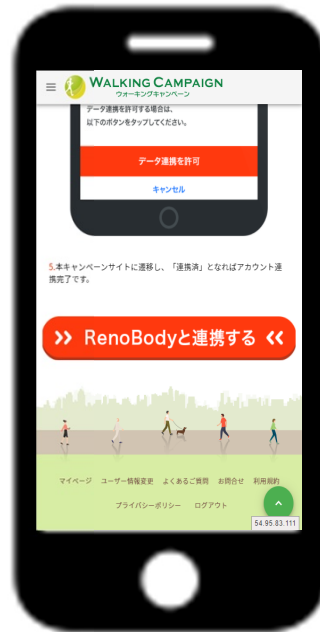 WALKING CAMPAIGN
ウォーキングキャンペーン
データ連携を許可する場合は、
以下のボタンをタップしてください。
データ連携を許可
キャンセル
5.本キャンペーンサイトに遷移し、「連携済」となればアカウント連
携完了です。
>> RenoBodyと連携する <<
マイページ ユーザー情報変更 よくあるご質問 お問合せ 利用規約
プライバシーポリシー ログアウト
54.95.83.111